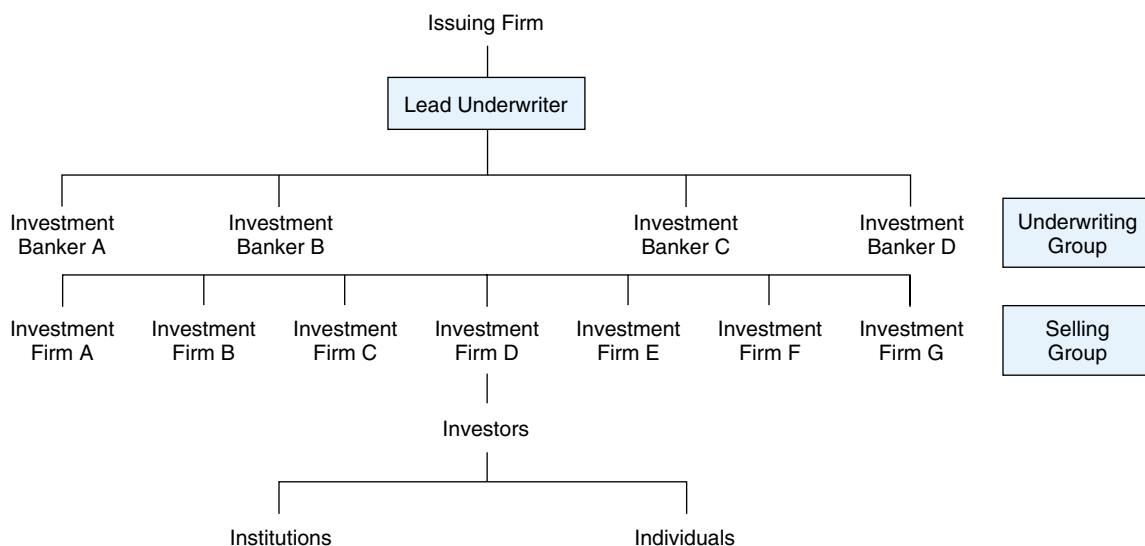 Issuing Firm
Lead Underwriter
Investment
Banker A
Investment
Banker B
Investment
Banker C
Investment
Banker D
Underwriting
Group
Investment
Firm A
Investment
Firm B
Investment
Firm C
Investment
Firm D
Investment
Firm E
Investment
Firm F
Investment
Firm G
Selling
Group
Investors
Institutions
Individuals